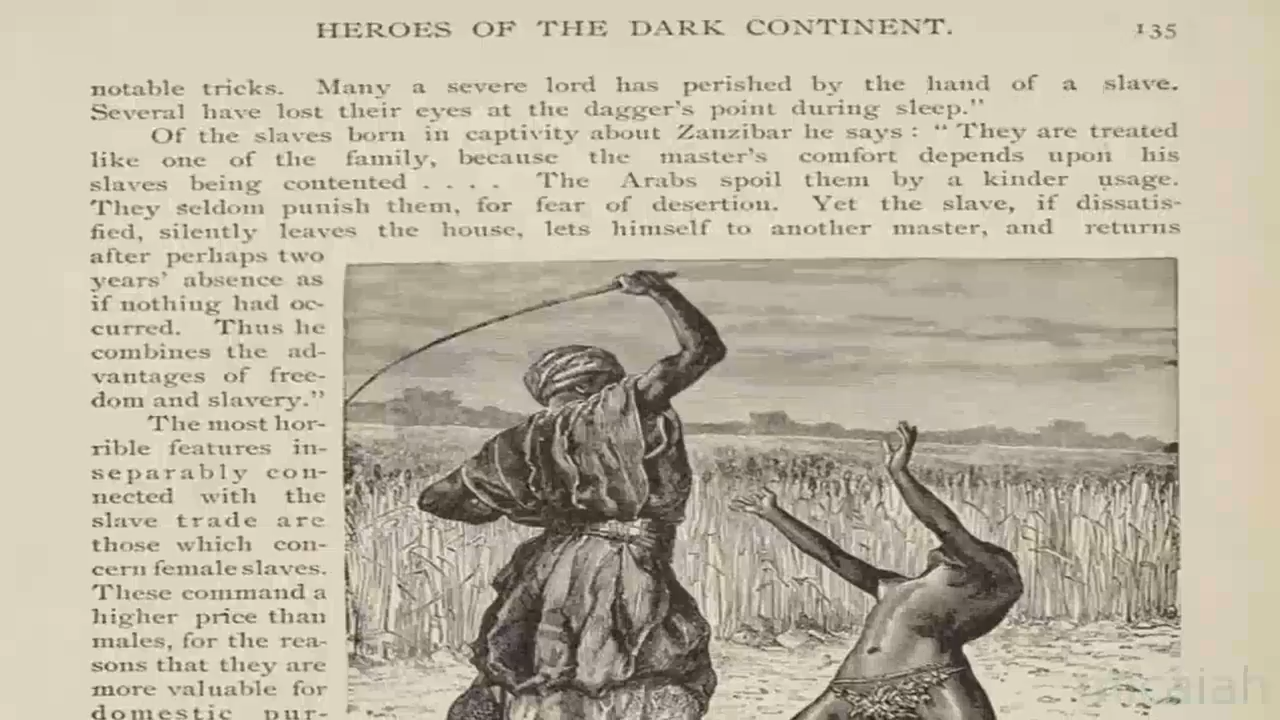 HEROES OF THE DARK CONTINENT. 135
notable tricks. Many a severe lord has perished by the hand of a slave.
Several have lost their eyes at the dagger's point during sleep."
Of the slaves born in captivity about Zanzibar he says: "They are treated
like one of the family, because the master's comfort depends upon his
slaves being contented . . . . The Arabs spoil them by a kinder usage.
They seldom punish them, for fear of desertion. Yet the slave, if dissatis-
fied, silently leaves the house, lets himself to another master, and returns
after perhaps two
years' absence as
if nothing had oc-
curred. Thus he
combines the ad-
vantages of free-
dom and slavery."
The most hor-
rible features in-
separably con-
nected with the
slave trade are
those which con-
cern female slaves.
These command a
higher price than
males, for the rea-
sons that they are
more valuable for
domestic pur-